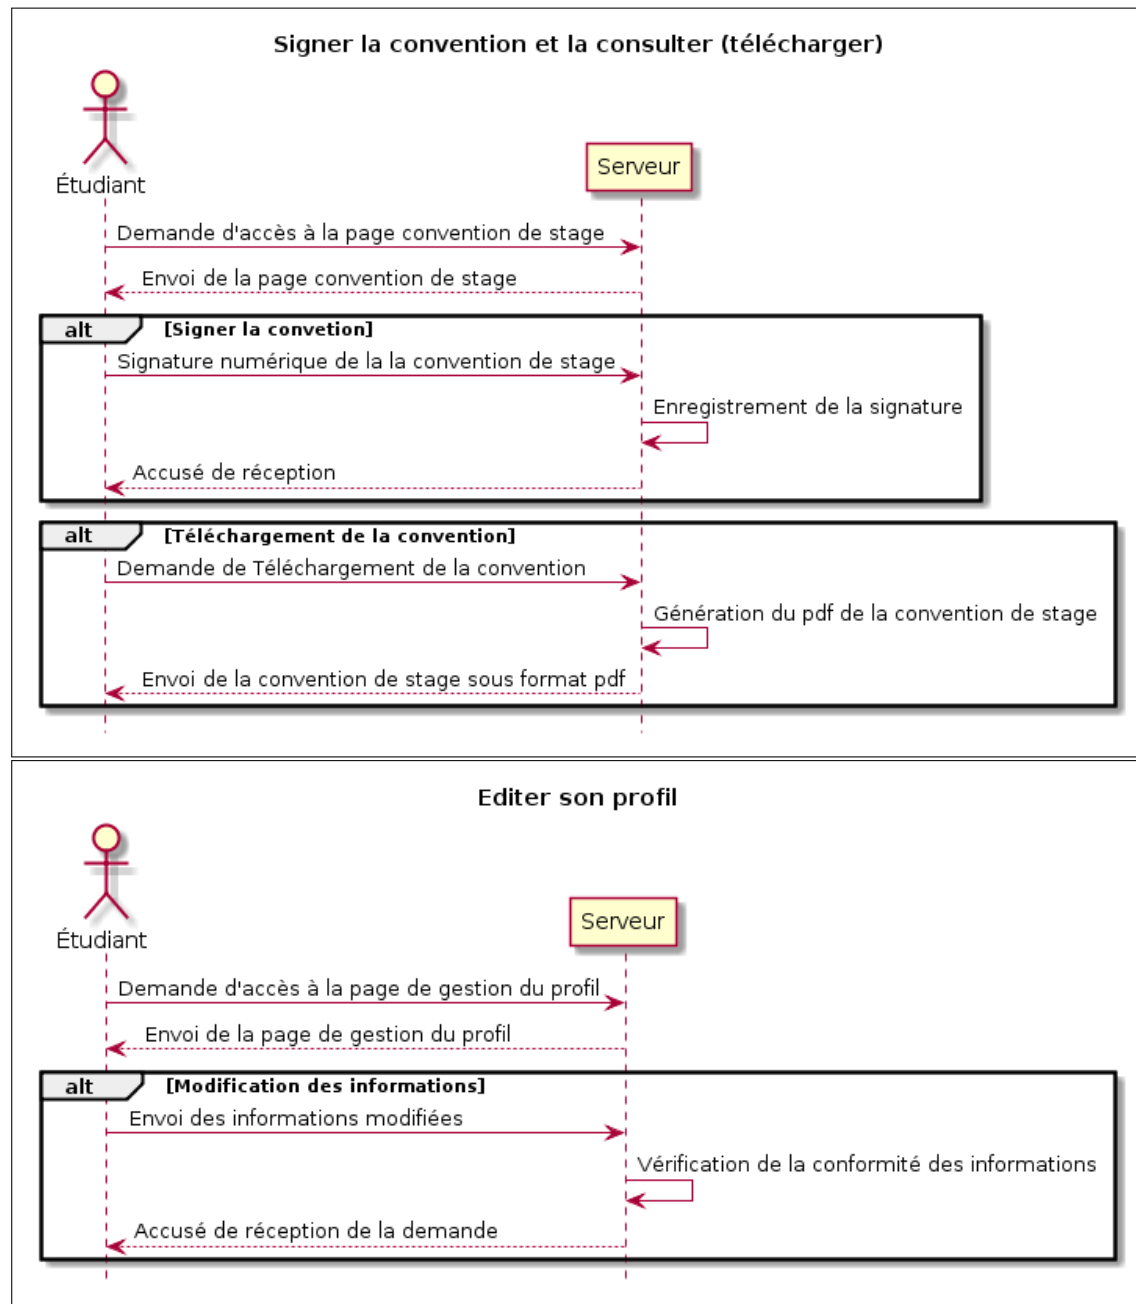 Signer la convention et la consulter (télécharger)
Étudiant
Serveur
Demande d'accès à la page convention de stage
Envoi de la page convention de stage
alt [Signer la convetion]
Signature numérique de la la convention de stage
Enregistrement de la signature
Accusé de réception
alt [Téléchargement de la convention]
Demande de Téléchargement de la convention
Génération du pdf de la convention de stage
Envoi de la convention de stage sous format pdf
Editer son profil
Étudiant
Serveur
Demande d'accès à la page de gestion du profil
Envoi de la page de gestion du profil
alt [Modification des informations]
Envoi des informations modifiées
Vérification de la conformité des informations
Accusé de réception de la demande